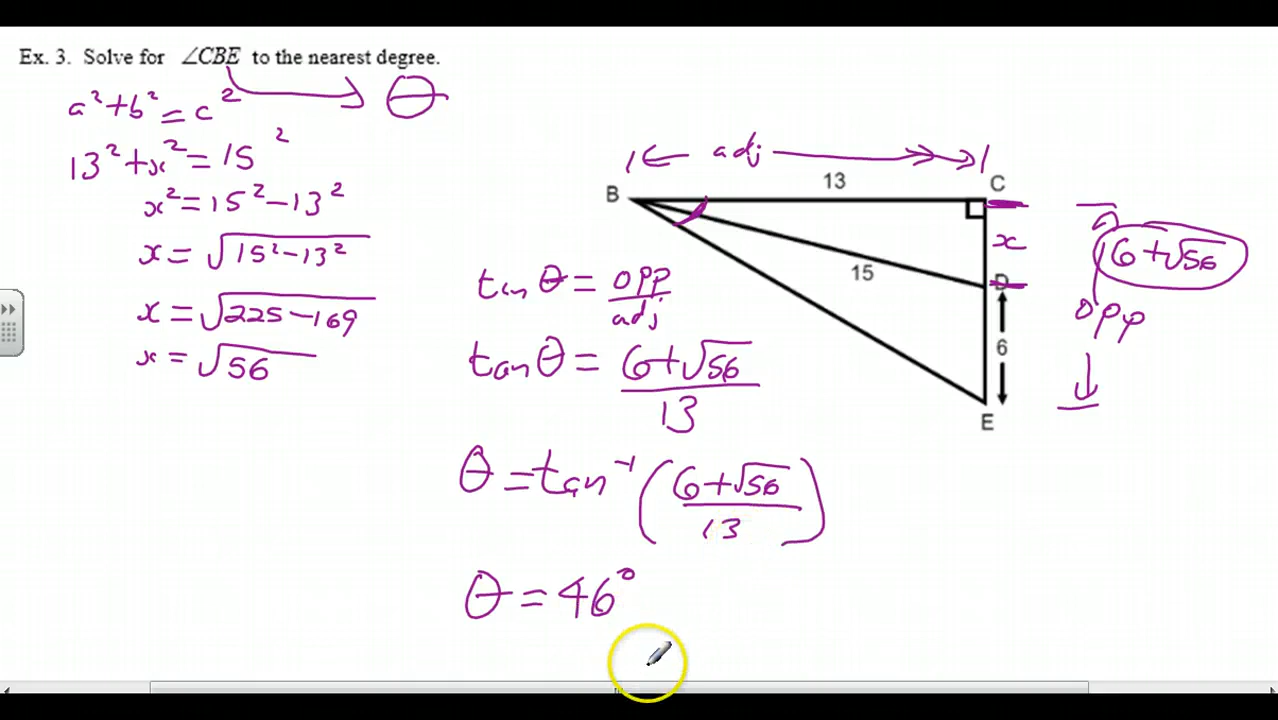 Ex. 3. Solve for ∠CBE to the nearest degree.
θ
a² + b² = c²
13² + x² = 15²
x² = 15² - 13²
x = √(15² - 13²)
x = √(225 - 169)
x = √56
adj
13
B
C
x
15
D
6
E
6 + √56
opp
tan θ = opp/adj
tan θ = (6 + √56)/13
θ = tan⁻¹((6 + √56)/13)
θ = 46°